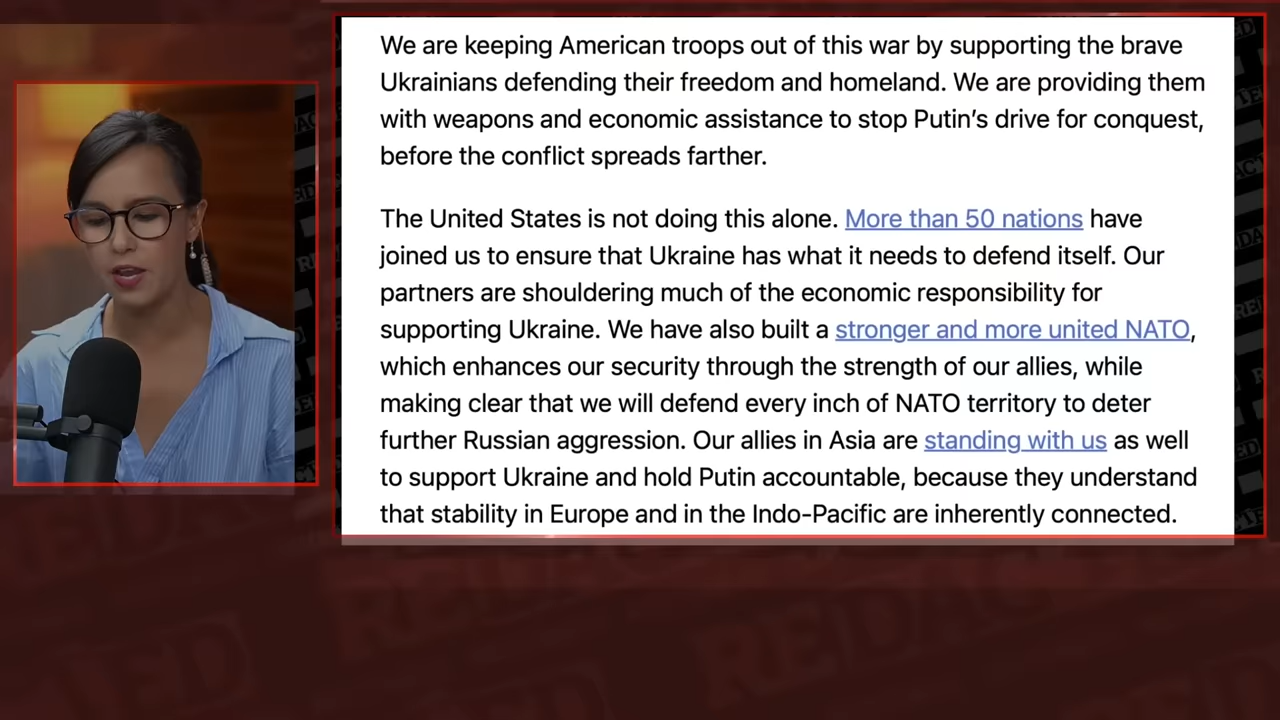 We are keeping American troops out of this war by supporting the brave
Ukrainians defending their freedom and homeland. We are providing them
with weapons and economic assistance to stop Putin’s drive for conquest,
before the conflict spreads farther.
The United States is not doing this alone. More than 50 nations have
joined us to ensure that Ukraine has what it needs to defend itself. Our
partners are shouldering much of the economic responsibility for
supporting Ukraine. We have also built a stronger and more united NATO,
which enhances our security through the strength of our allies, while
making clear that we will defend every inch of NATO territory to deter
further Russian aggression. Our allies in Asia are standing with us as well
to support Ukraine and hold Putin accountable, because they understand
that stability in Europe and in the Indo-Pacific are inherently connected.
REDACTED